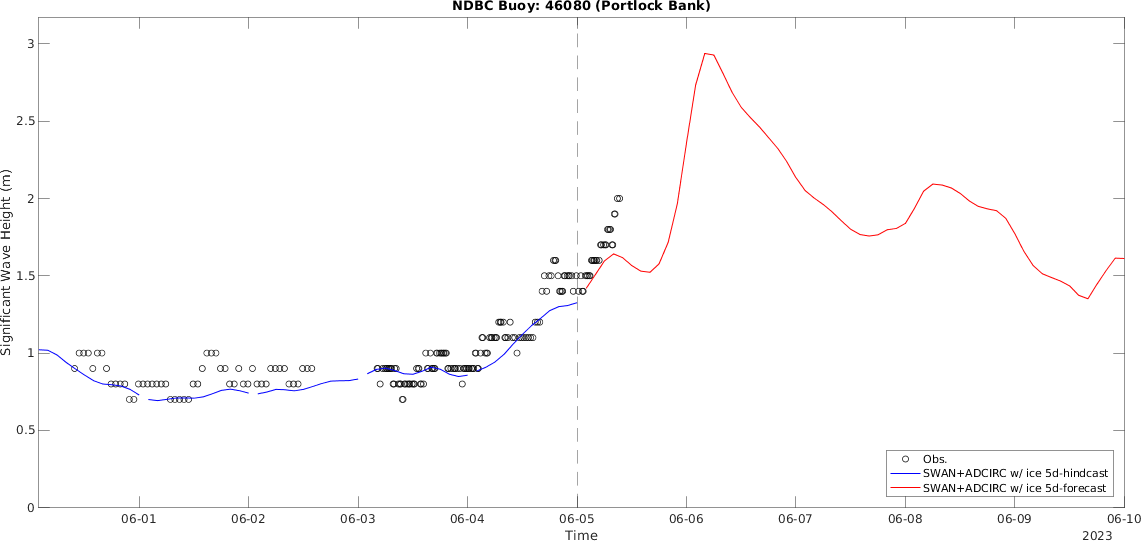 NDBC Buoy: 46080 (Portlock Bank)
3
2.5
2
1.5
1
0.5
0
Significant Wave Height (m)
Obs.
SWAN+ADCIRC w/ ice 5d-hindcast
SWAN+ADCIRC w/ ice 5d-forecast
06-01 06-02 06-03 06-04 06-05 06-06 06-07 06-08 06-09 06-10
Time
2023